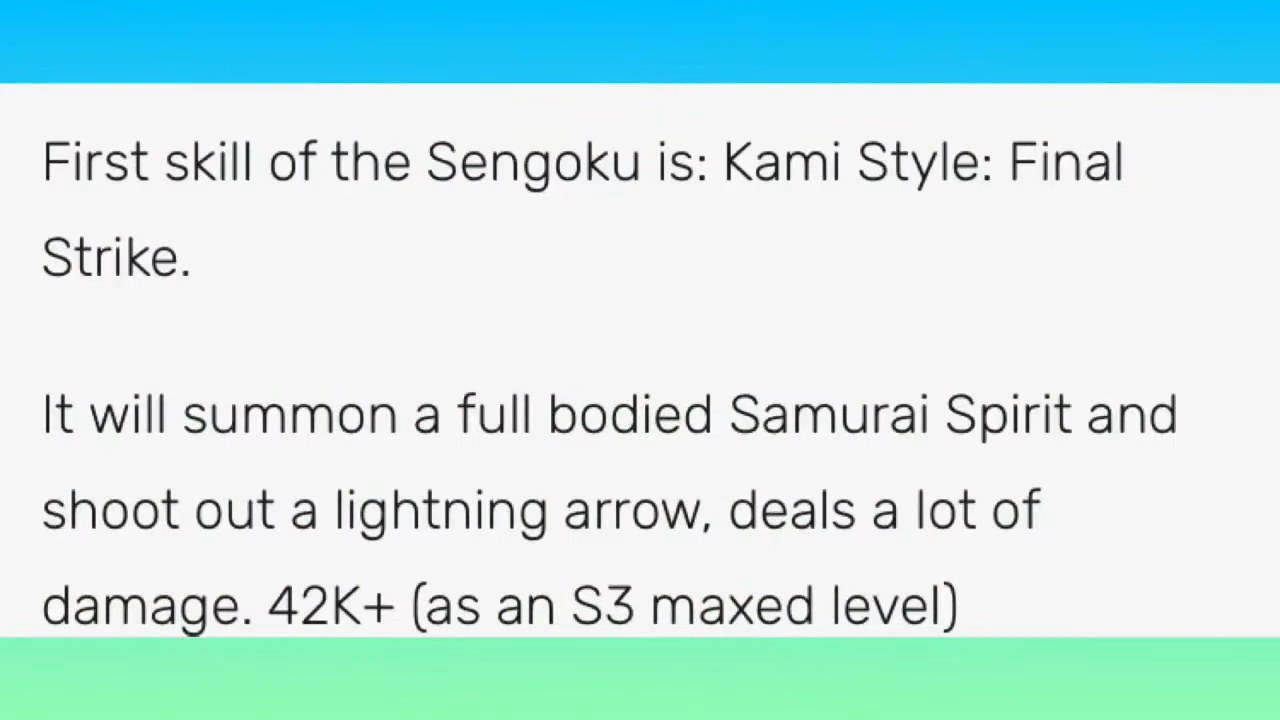 First skill of the Sengoku is: Kami Style: Final
Strike.
It will summon a full bodied Samurai Spirit and
shoot out a lightning arrow, deals a lot of
damage. 42K+ (as an S3 maxed level)